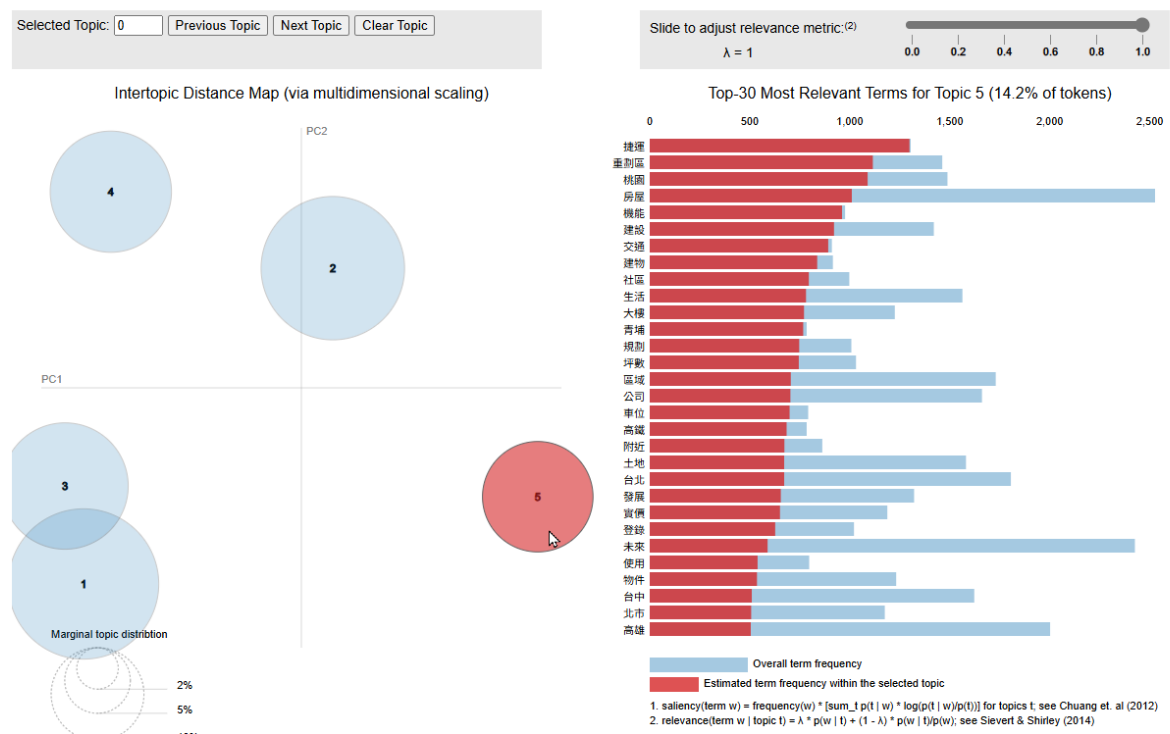 Selected Topic: 0 Previous Topic Next Topic Clear Topic
Slide to adjust relevance metric:(2)
λ = 1
0.0 0.2 0.4 0.6 0.8 1.0
Intertopic Distance Map (via multidimensional scaling)
PC2
PC1
4
2
3
1
5
Marginal topic distribtion
2%
5%
Top-30 Most Relevant Terms for Topic 5 (14.2% of tokens)
0 500 1,000 1,500 2,000 2,500
捷運
重劃區
桃園
房屋
機能
建設
交通
建物
社區
生活
大樓
青埔
規劃
坪數
區域
公司
車位
高鐵
附近
土地
台北
發展
實價
登錄
未來
使用
物件
台中
北市
高雄
Overall term frequency
Estimated term frequency within the selected topic
1. saliency(term w) = frequency(w) * [sum_t p(t | w) * log(p(t | w)/p(t))] for topics t; see Chuang et. al (2012)
2. relevance(term w | topic t) = λ * p(w | t) + (1 - λ) * p(w | t)/p(w); see Sievert & Shirley (2014)